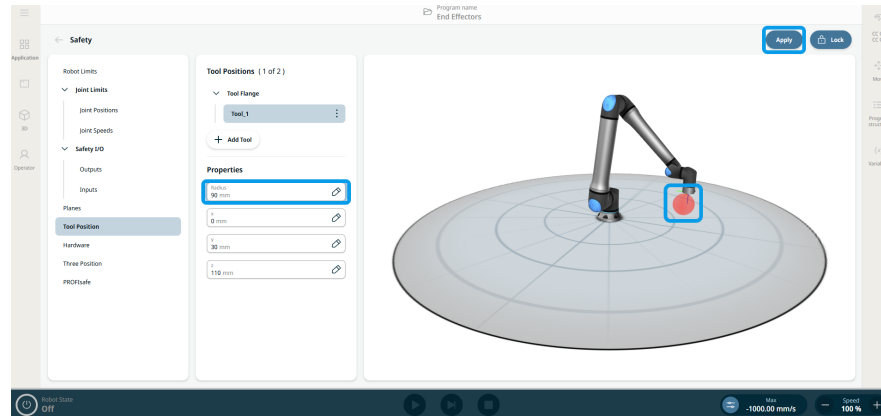 Program name
End Effectors
Safety
Apply
Lock
Application
3D
Operator
Robot Limits
Joint Limits
Joint Positions
Joint Speeds
Safety I/O
Outputs
Inputs
Planes
Tool Position
Hardware
Three Position
PROFIsafe
Tool Positions ( 1 of 2 )
Tool Flange
Tool_1
+ Add Tool
Properties
Radius
90 mm
x
0 mm
y
30 mm
z
110 mm
Robot State
Off
Max
-1000.00 mm/s
Speed
100 %